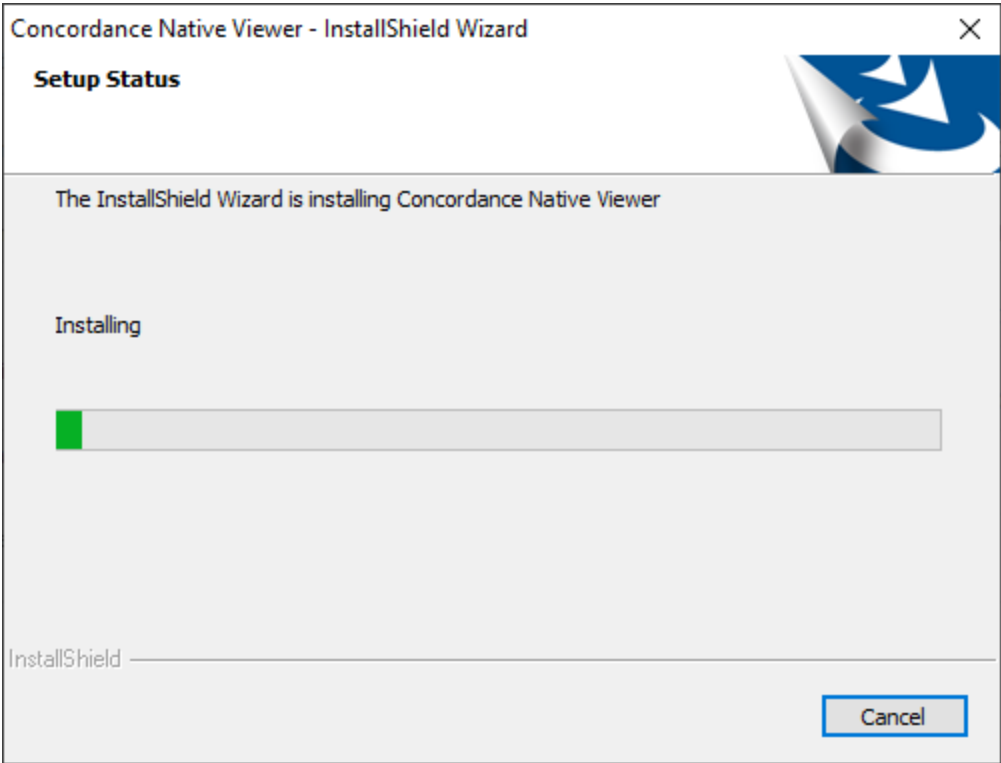 Concordance Native Viewer - InstallShield Wizard
Setup Status
The InstallShield Wizard is installing Concordance Native Viewer
Installing
InstallShield
Cancel